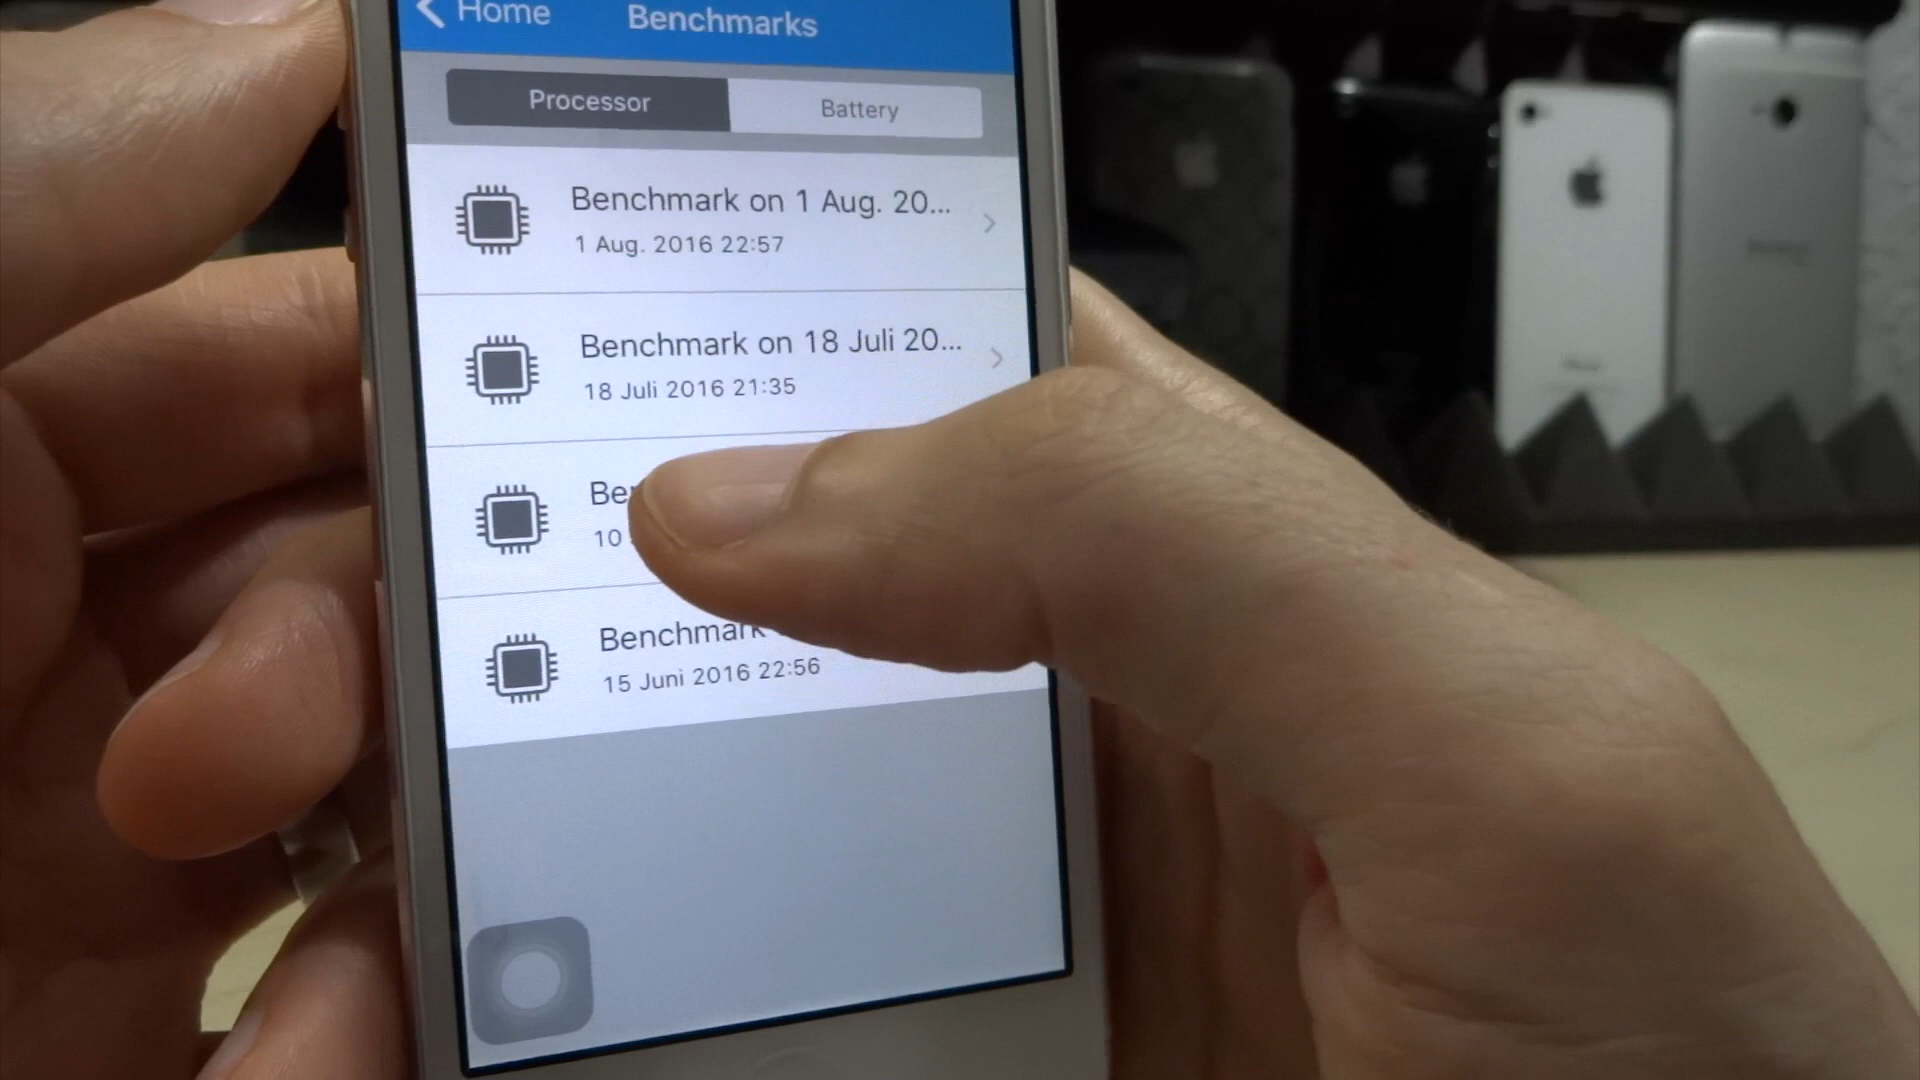 Home
Benchmarks
Processor
Battery
Benchmark on 1 Aug. 20...
1 Aug. 2016 22:57
Benchmark on 18 Juli 20...
18 Juli 2016 21:35
10
Benchmark
15 Juni 2016 22:56